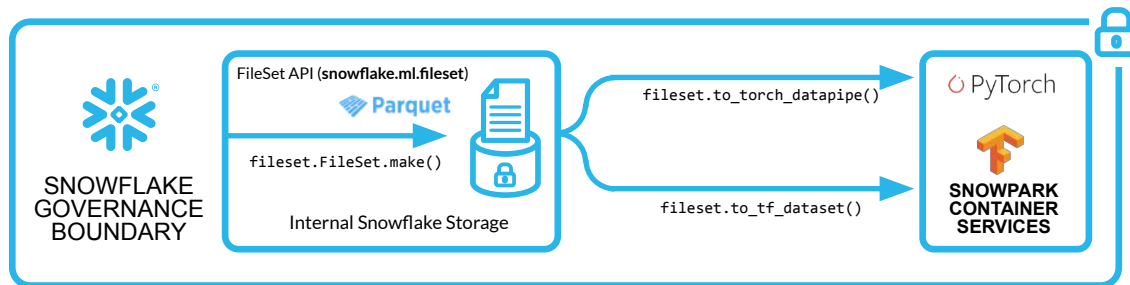 ®
SNOWFLAKE
GOVERNANCE
BOUNDARY
FileSet API (snowflake.ml.fileset)
Parquet
fileset.FileSet.make()
Internal Snowflake Storage
fileset.to_torch_datapipe()
fileset.to_tf_dataset()
PyTorch
SNOWPARK
CONTAINER
SERVICES